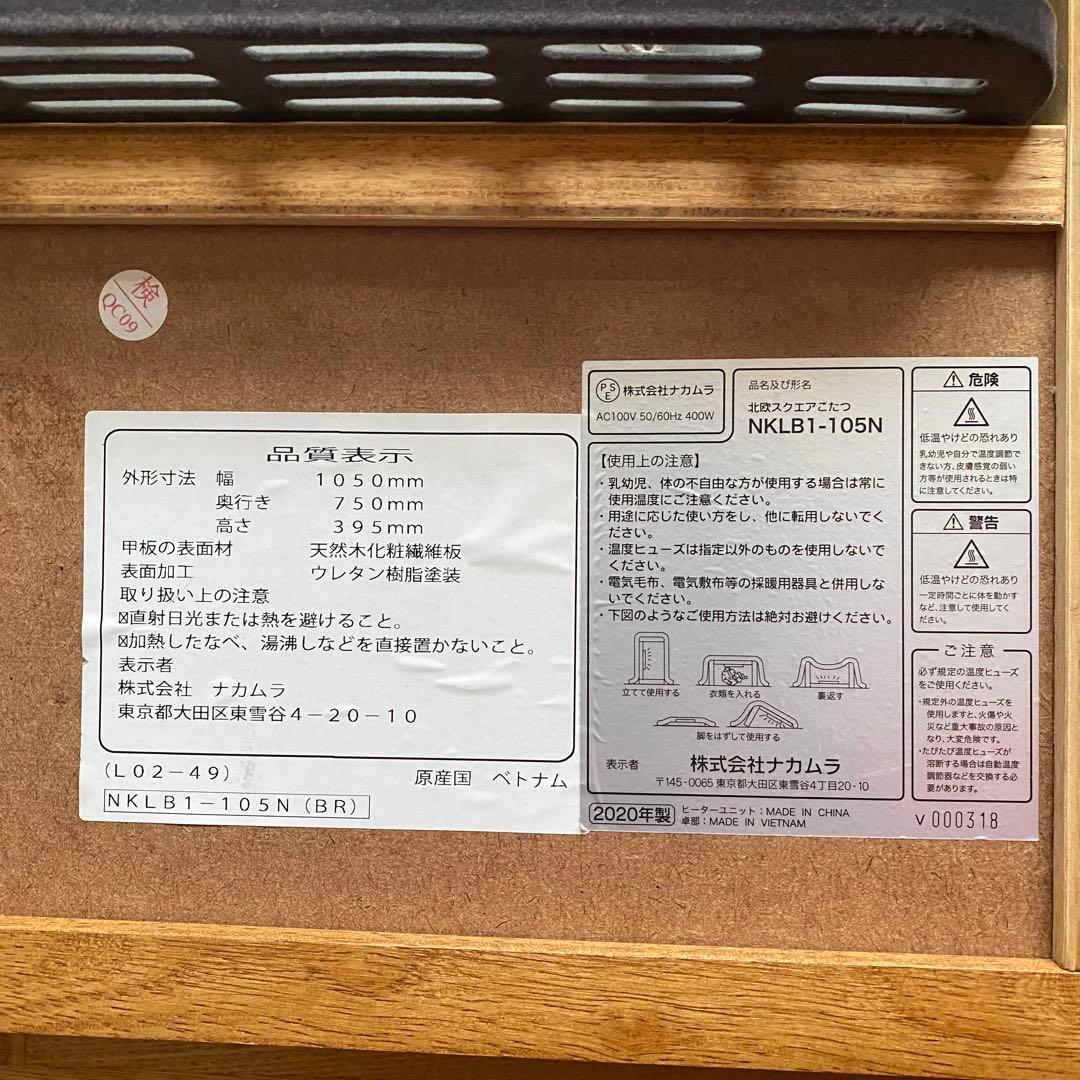 検
QC09
品質表示
外形寸法 幅 1050mm
奥行き 750mm
高さ 395mm
甲板の表面材 天然木化粧繊維板
表面加工 ウレタン樹脂塗装
取り扱い上の注意
☒直射日光または熱を避けること。
☒加熱したなべ、湯沸しなどを直接置かないこと。
表示者
株式会社 ナカムラ
東京都大田区東雪谷4-20-10
(L02-49)
原産国 ベトナム
NKLB1-105N(BR)
PSE 株式会社ナカムラ
AC100V 50/60Hz 400W
品名及び形名
北欧スクエアこたつ
NKLB1-105N
【使用上の注意】
・乳幼児、体の不自由な方が使用する場合は常に
使用温度にご注意ください。
・用途に応じた使い方をし、他に転用しないでく
ださい。
・温度ヒューズは指定以外のものを使用しないで
ください。
・電気毛布、電気敷布等の採暖用器具と併用しな
いでください。
・下図のようなご使用方法は絶対お避けください。
立てて使用する
衣類を入れる
裏返す
脚をはずして使用する
表示者 株式会社ナカムラ
〒145-0065 東京都大田区東雪谷4丁目20-10
2020年製
ヒーターユニット:MADE IN CHINA
卓部:MADE IN VIETNAM
危険
低温やけどの恐れあり
乳幼児や自分で温度調節で
きない方、皮膚感覚の弱い
方等が使用されるときは特
に注意してください。
警告
低温やけどの恐れあり
一定時間ごとに体を動かす
など、注意して使用してく
ださい。
ご注意
必ず規定の温度ヒューズ
をご使用ください。
・規定外の温度ヒューズを
使用しますと、火傷や火
災など重大事故の原因と
なり、大変危険です。
・たびたび温度ヒューズが
溶断する場合は自動温度
調節器などを交換する必
要があります。
V 000318